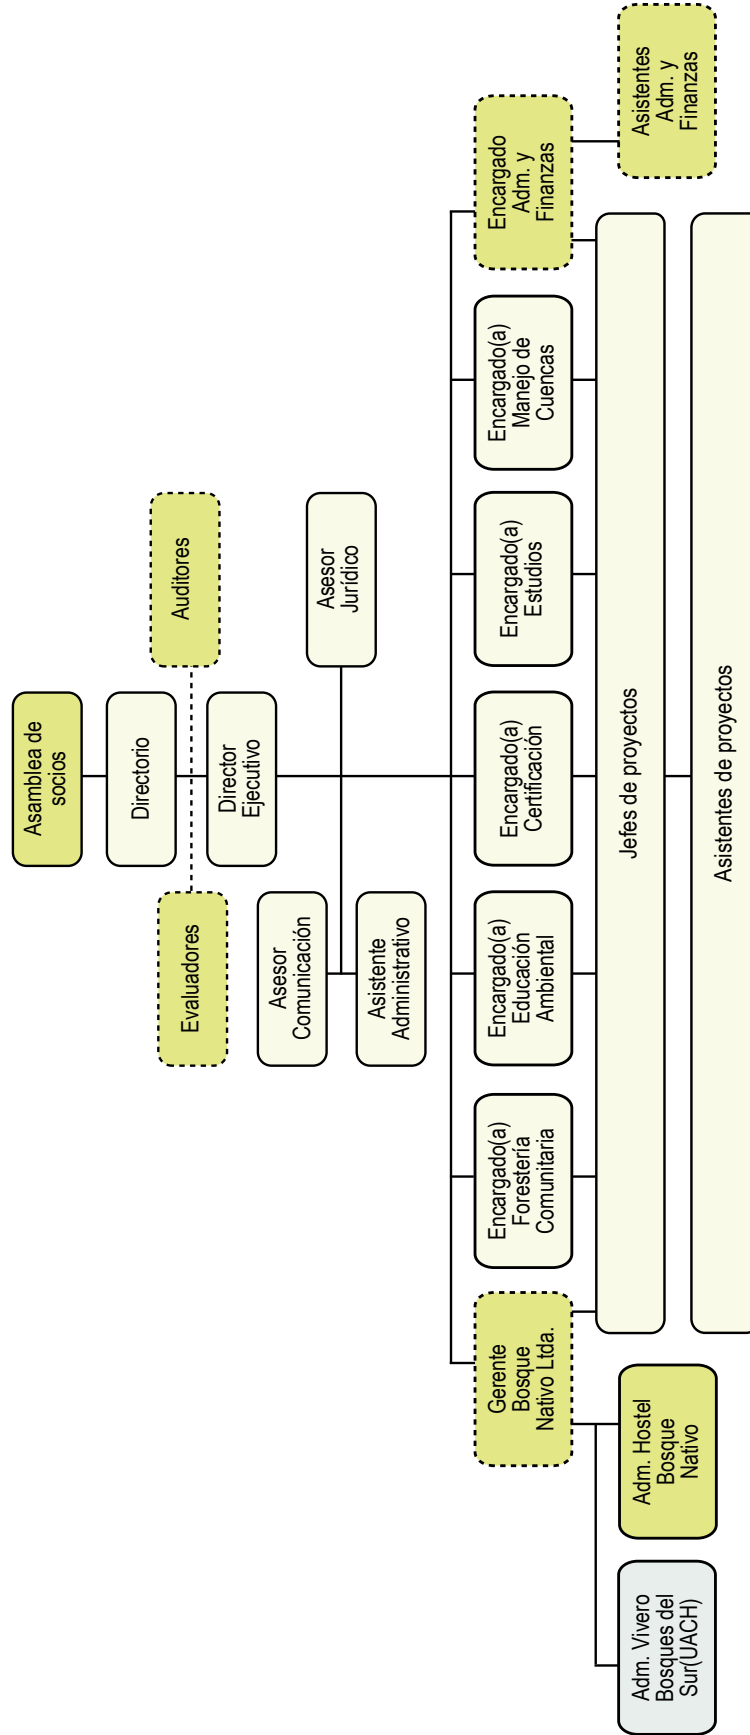 Asamblea de
socios
Directorio
Evaluadores
Auditores
Director
Ejecutivo
Asesor
Comunicación
Asesor
Jurídico
Asistente
Administrativo
Gerente
Bosque
Nativo Ltda.
Encargado(a)
Forestería
Comunitaria
Encargado(a)
Educación
Ambiental
Encargado(a)
Certificación
Encargado(a)
Estudios
Encargado(a)
Manejo de
Cuencas
Encargado
Adm. y
Finanzas
Jefes de proyectos
Adm. Vivero
Bosques del
Sur(UACH)
Adm. Hostel
Bosque
Nativo
Asistentes
Adm. y
Finanzas
Asistentes de proyectos